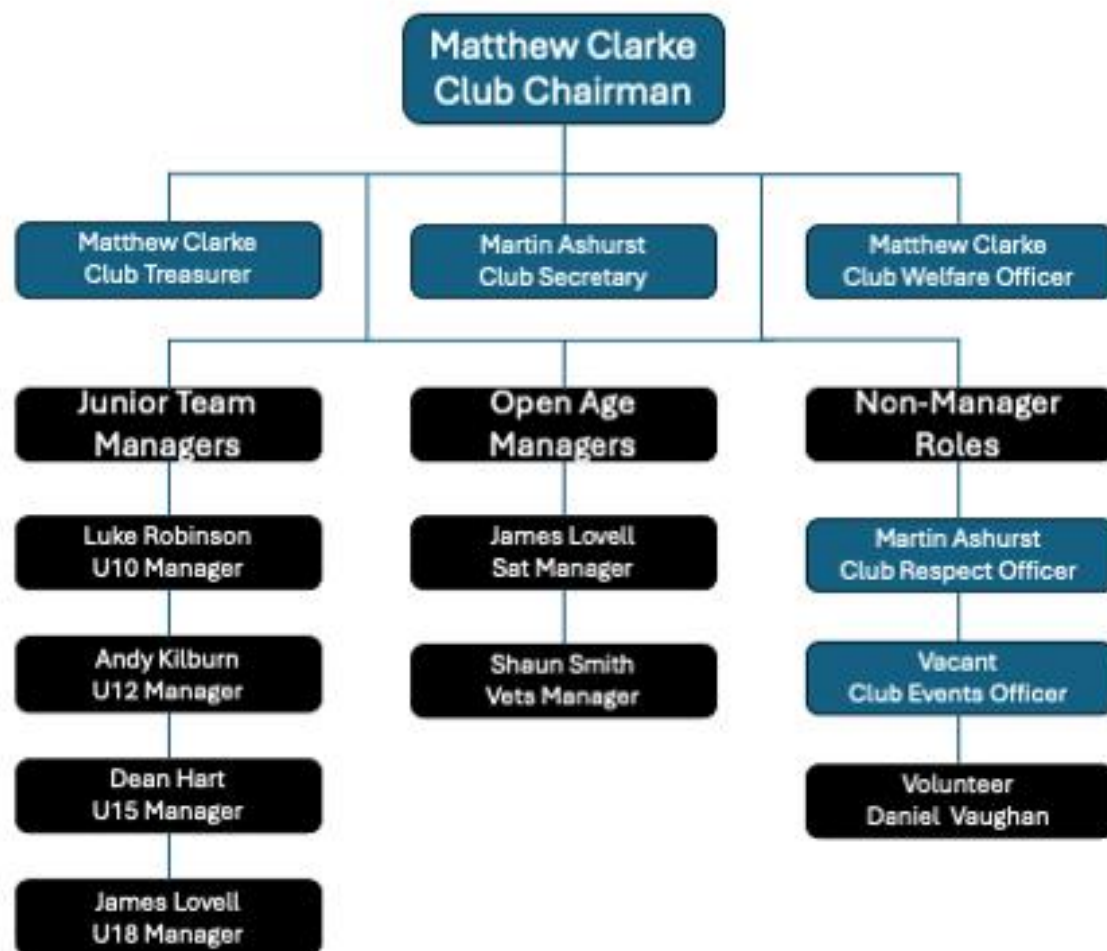 Matthew Clarke
Club Chairman
Matthew Clarke
Club Treasurer
Martin Ashurst
Club Secretary
Matthew Clarke
Club Welfare Officer
Junior Team
Managers
Open Age
Managers
Non-Manager
Roles
Luke Robinson
U10 Manager
James Lovell
Sat Manager
Martin Ashurst
Club Respect Officer
Andy Kilburn
U12 Manager
Shaun Smith
Vets Manager
Vacant
Club Events Officer
Dean Hart
U15 Manager
Volunteer
Daniel Vaughan
James Lovell
U18 Manager